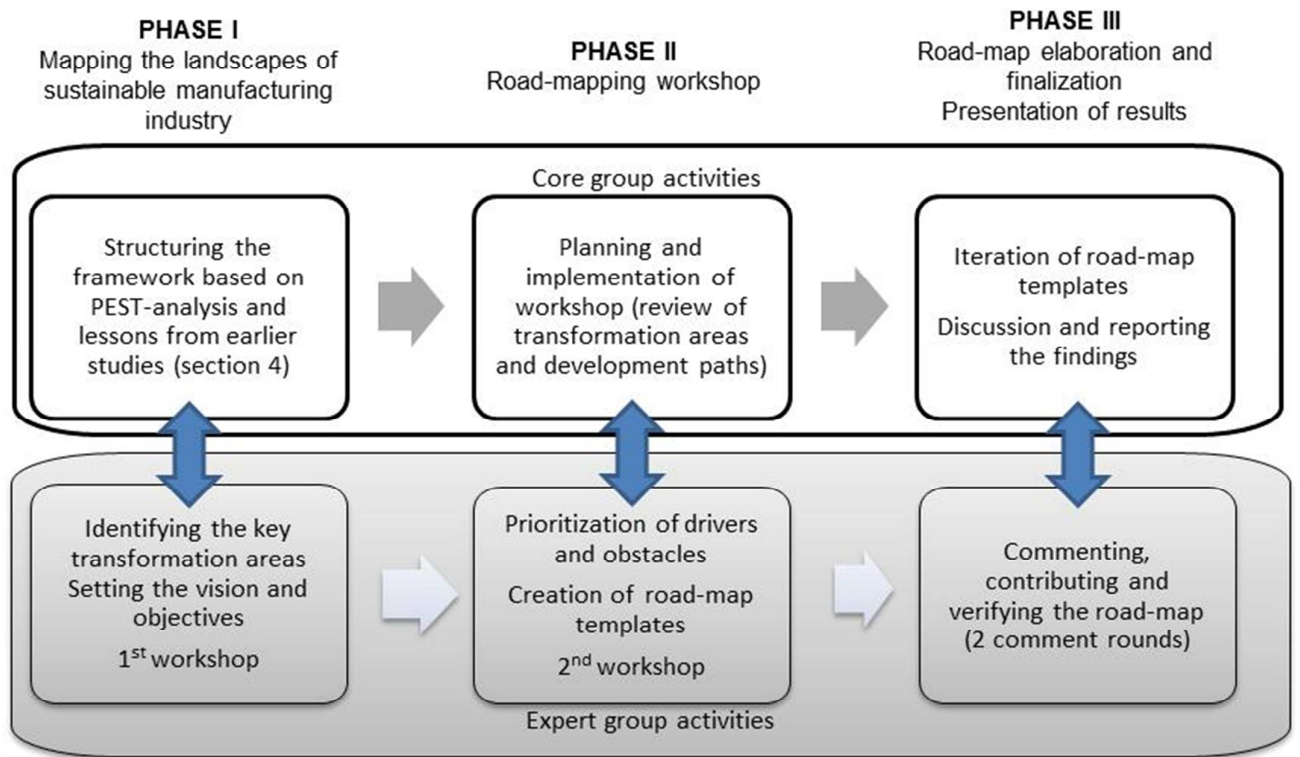 PHASE I
Mapping the landscapes of
sustainable manufacturing
industry
PHASE II
Road-mapping workshop
PHASE III
Road-map elaboration and
finalization
Presentation of results
Core group activities
Structuring the
framework based on
PEST-analysis and
lessons from earlier
studies (section 4)
Planning and
implementation of
workshop (review of
transformation areas
and development paths)
Iteration of road-map
templates
Discussion and reporting
the findings
Identifying the key
transformation areas
Setting the vision and
objectives
1st workshop
Prioritization of drivers
and obstacles
Creation of road-map
templates
2nd workshop
Commenting,
contributing and
verifying the road-map
(2 comment rounds)
Expert group activities